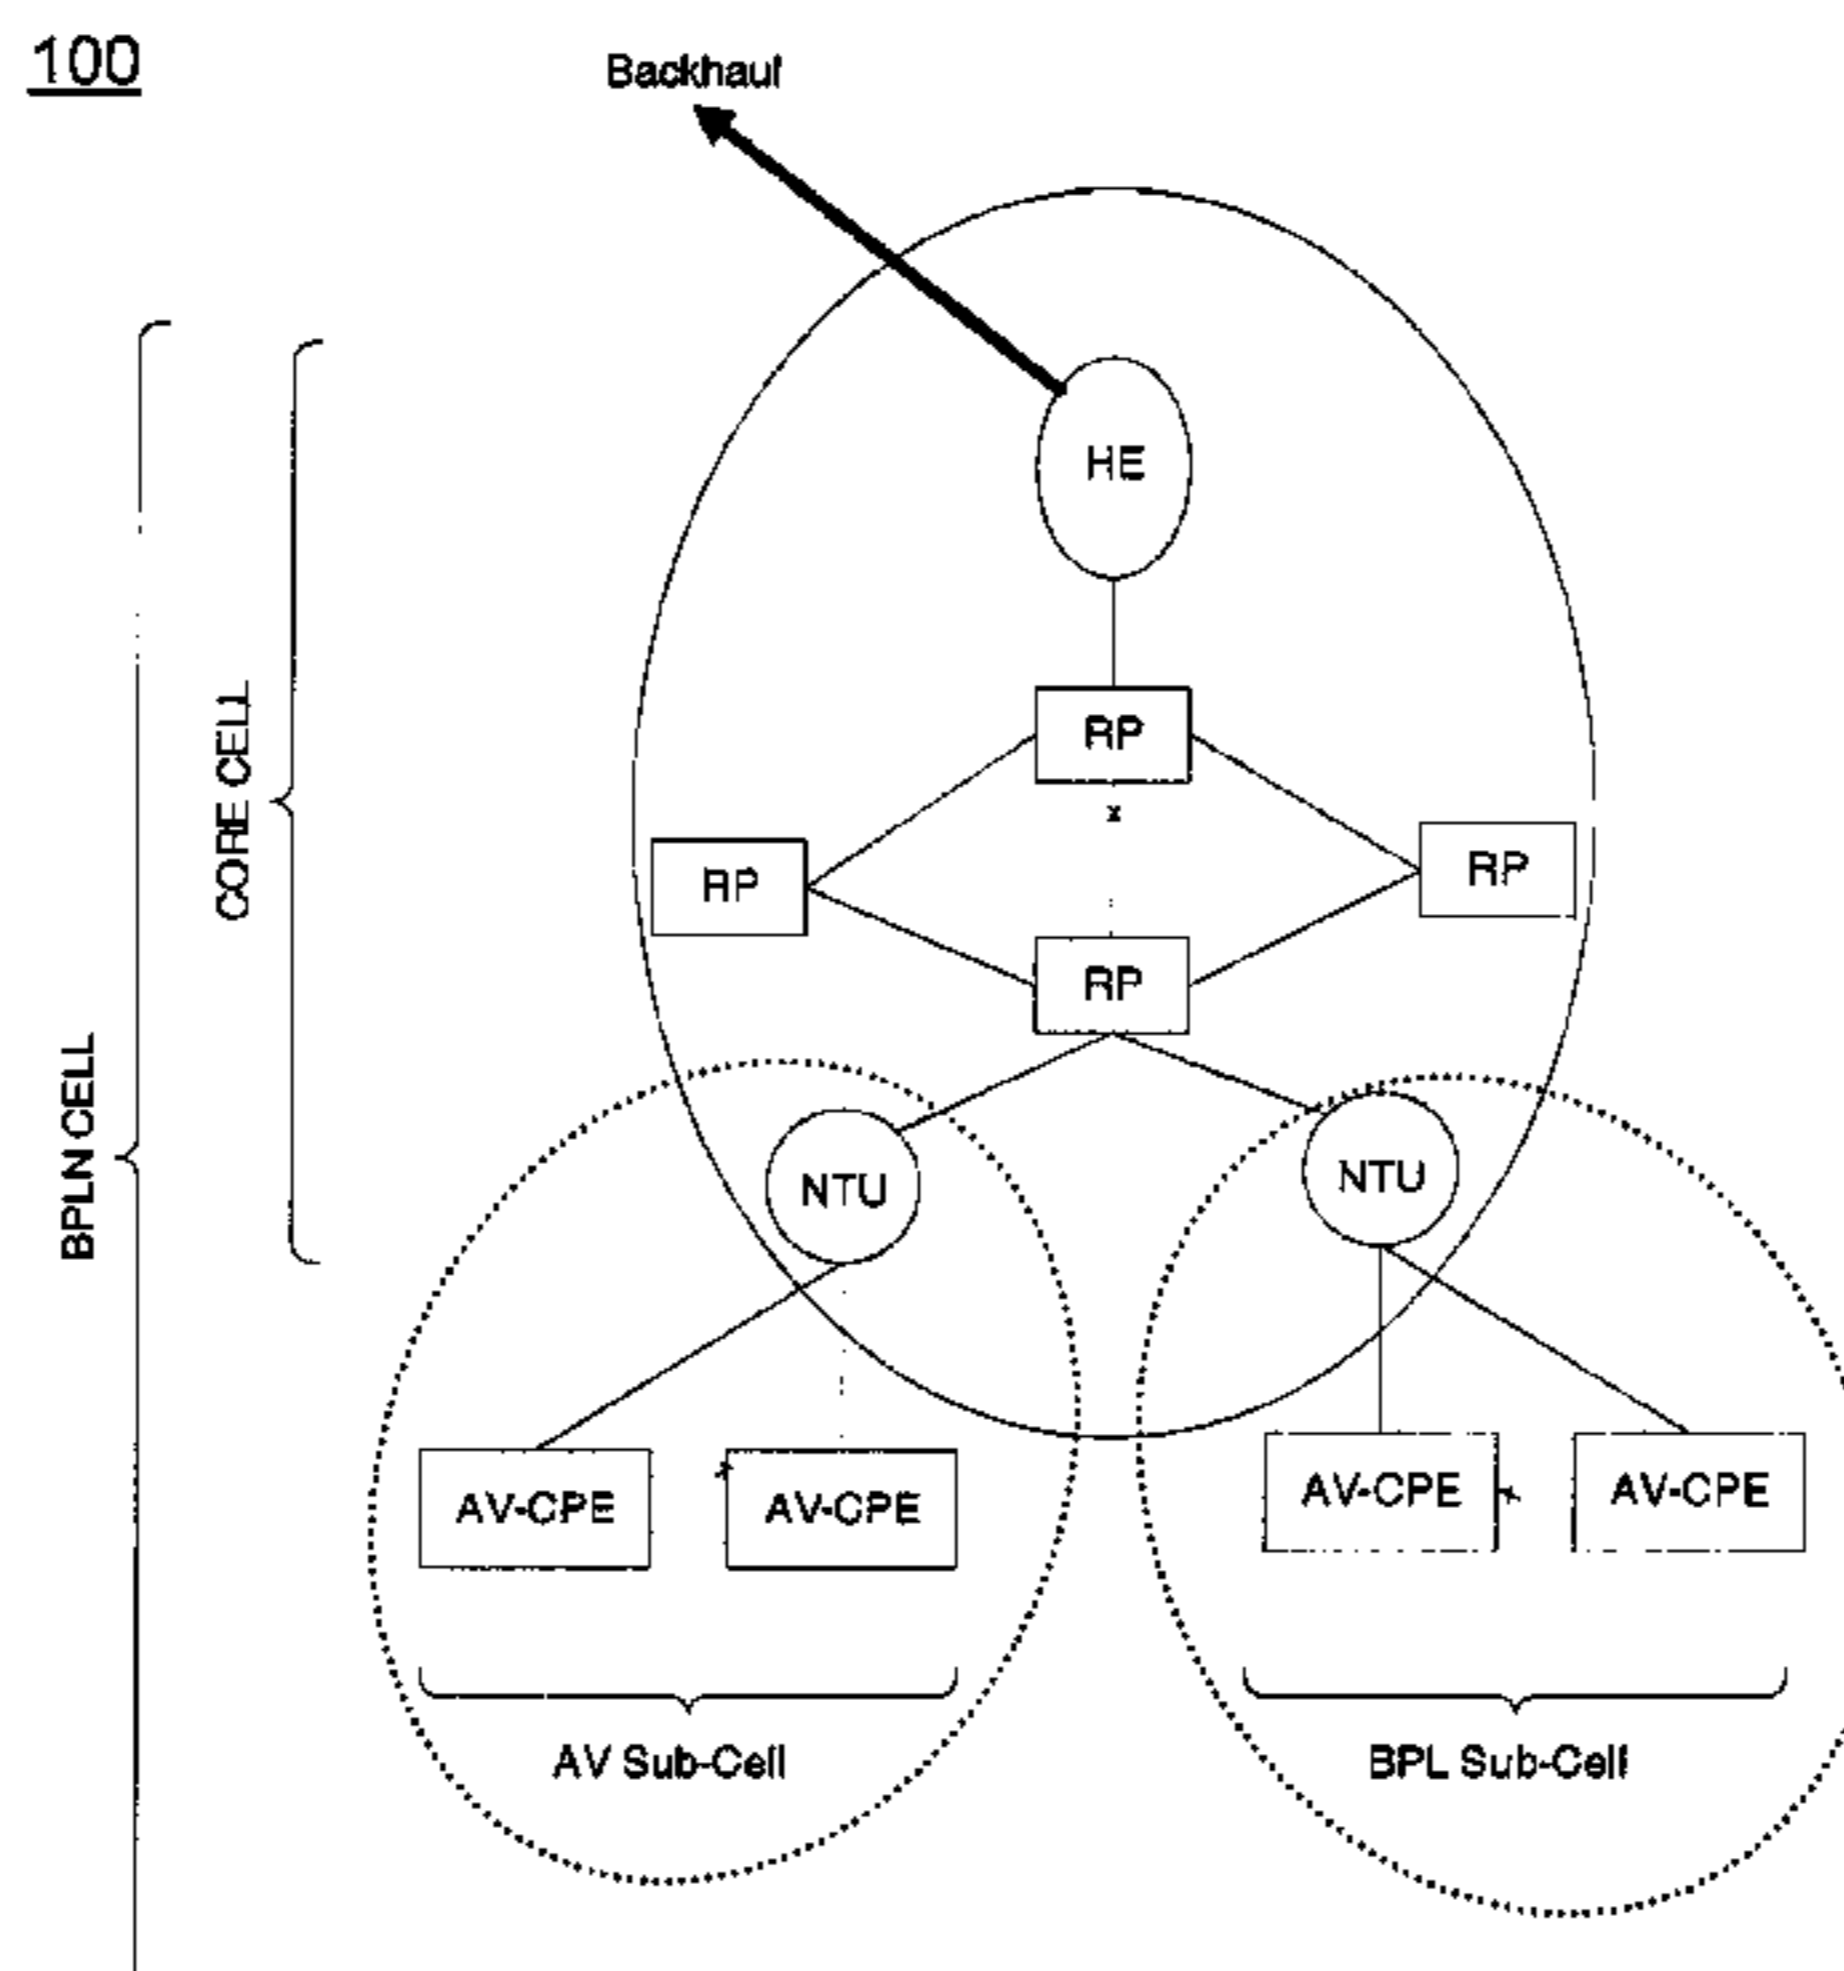 100
Backhaul
HE
RP
RP
RP
RP
CORE CELL
BPLN CELL
NTU
NTU
AV-CPE
AV-CPE
AV-CPE
AV-CPE
AV Sub-Cell
BPL Sub-Cell